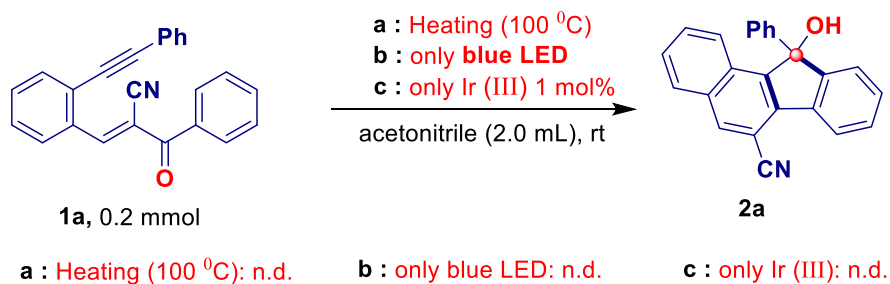 Ph
CN
O
1a, 0.2 mmol
a : Heating (100 ⁰C)
b : only blue LED
c : only Ir (III) 1 mol%
acetonitrile (2.0 mL), rt
Ph OH
CN
2a
a : Heating (100 ⁰C): n.d. b : only blue LED: n.d. c : only Ir (III): n.d.